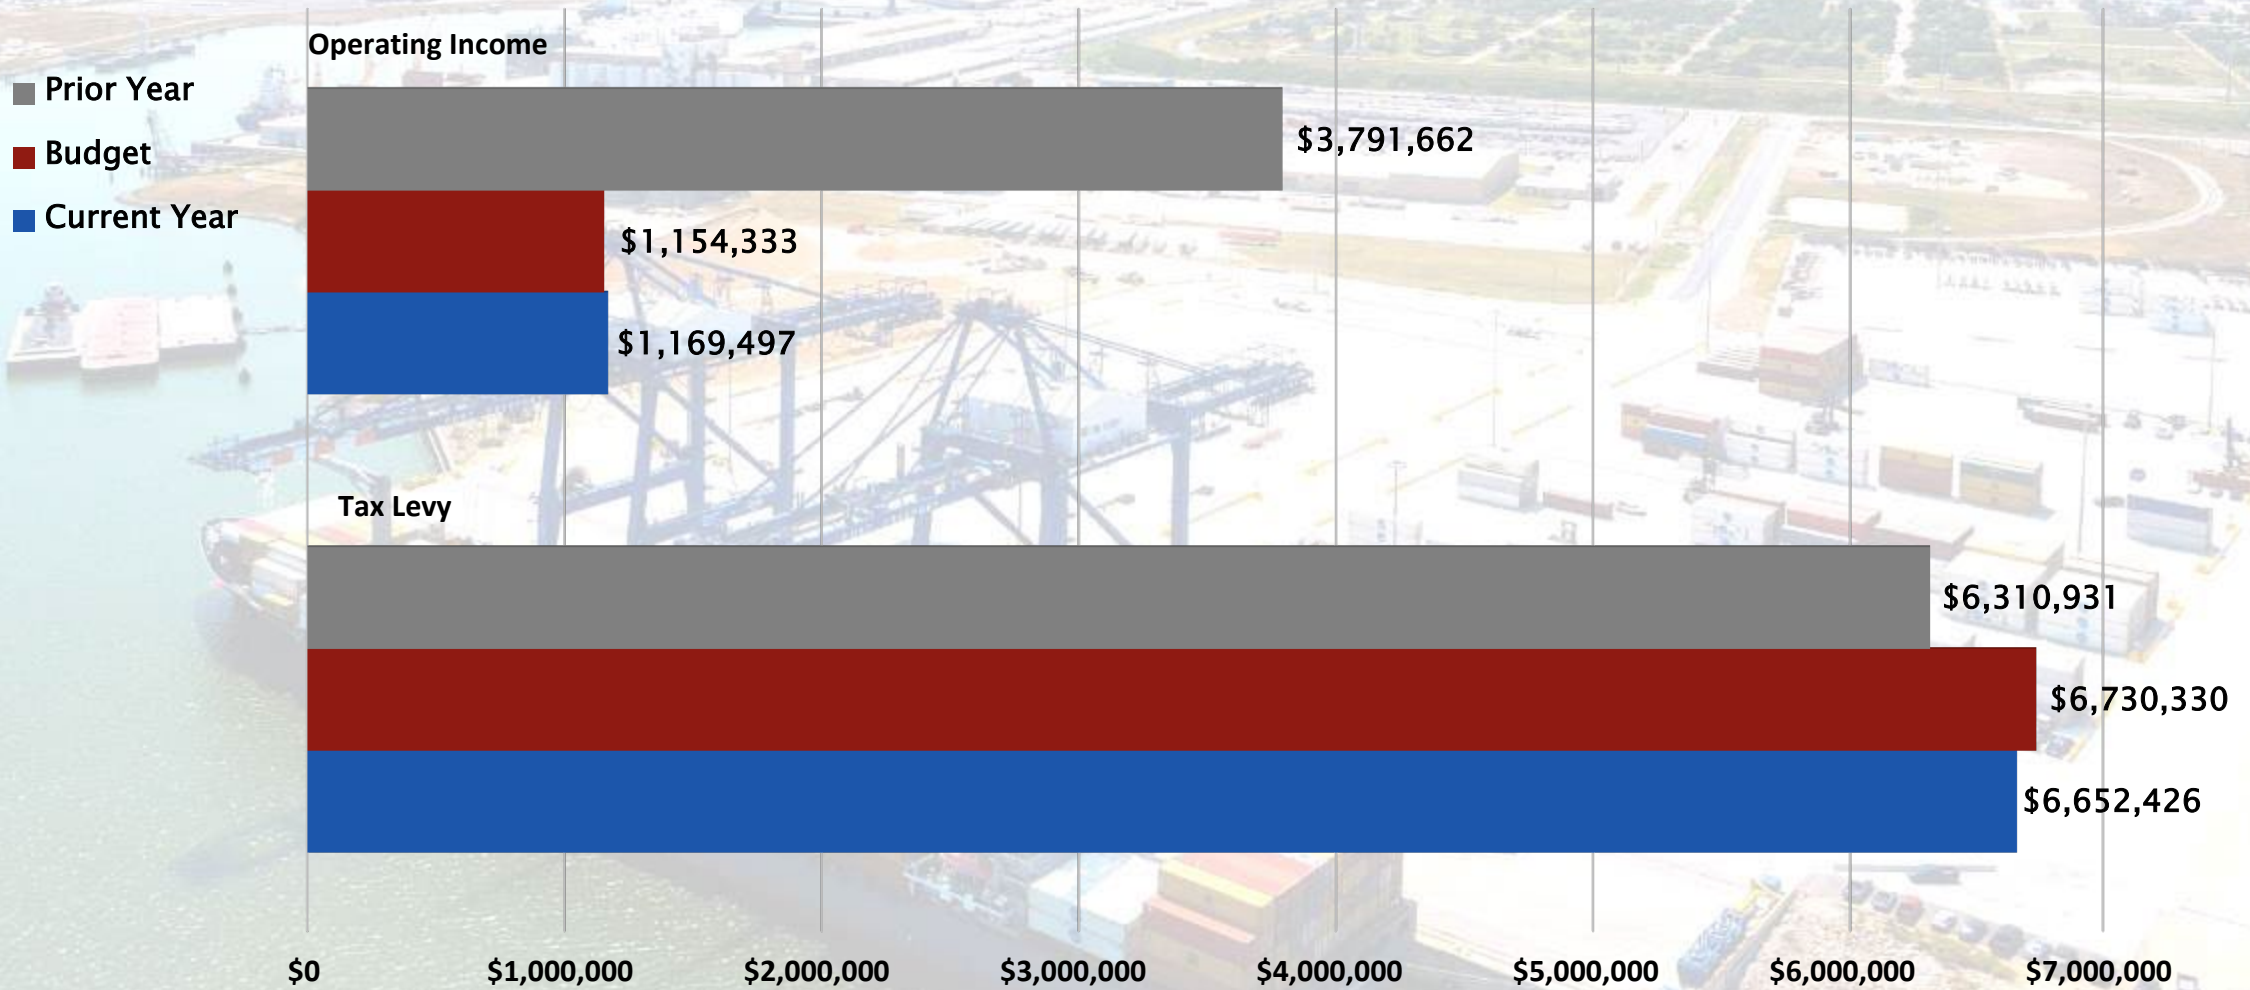 Operating Income
Prior Year
Budget
Current Year
$3,791,662
$1,154,333
$1,169,497
Tax Levy
$6,310,931
$6,730,330
$6,652,426
$0 $1,000,000 $2,000,000 $3,000,000 $4,000,000 $5,000,000 $6,000,000 $7,000,000